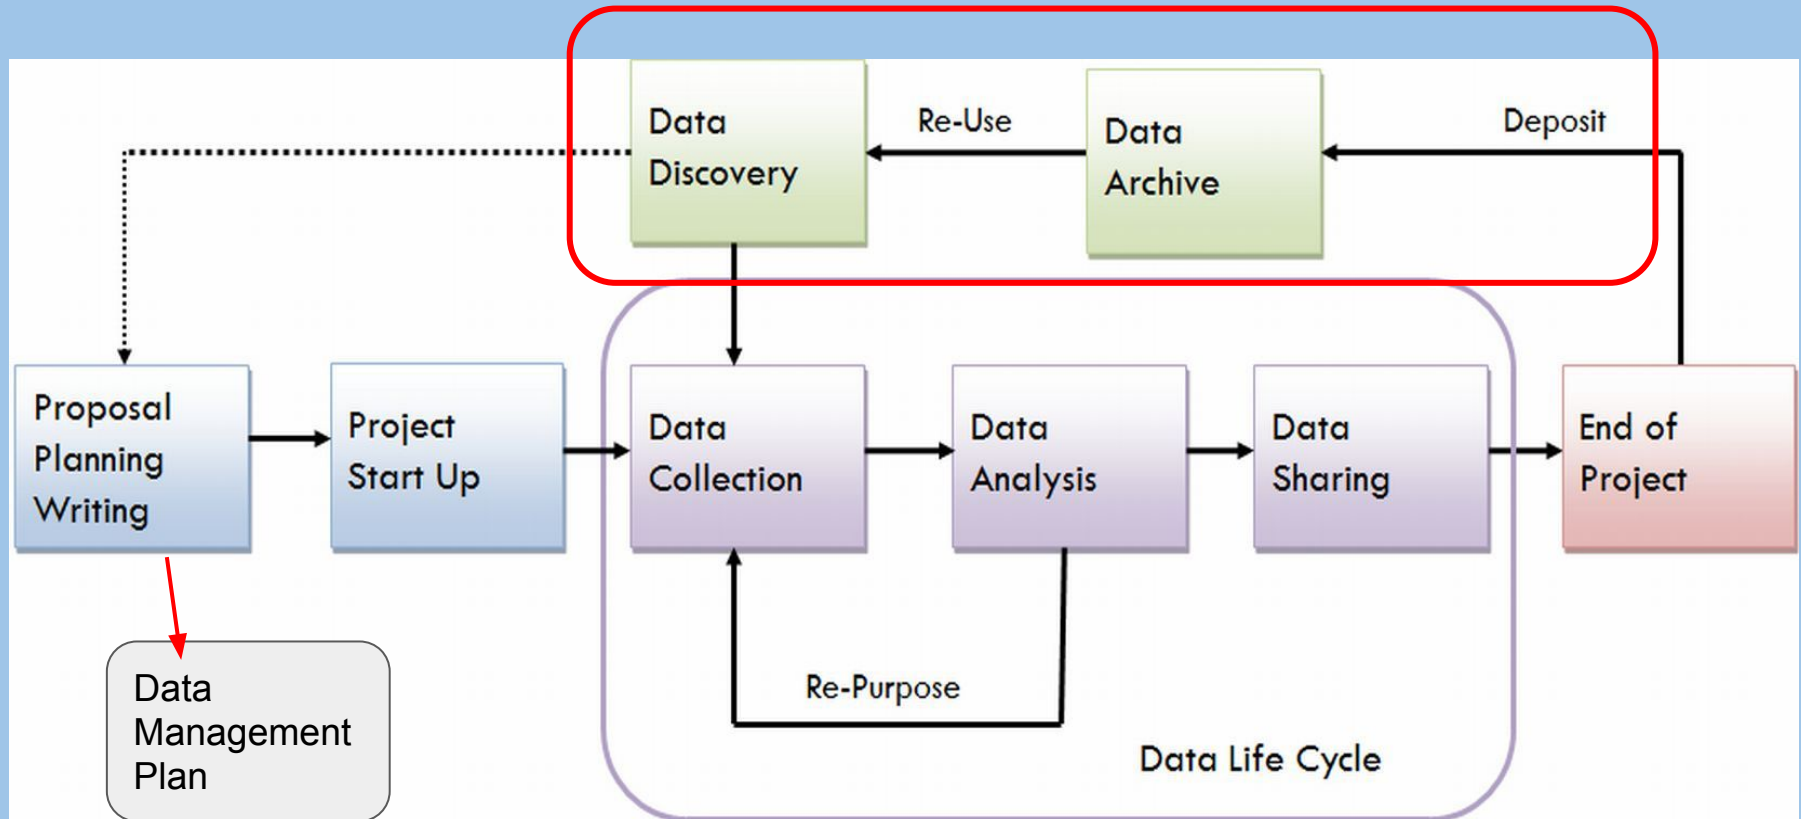 Data
Discovery
Re-Use
Data
Archive
Deposit
Proposal
Planning
Writing
Project
Start Up
Data
Collection
Data
Analysis
Data
Sharing
End of
Project
Re-Purpose
Data Life Cycle
Data
Management
Plan